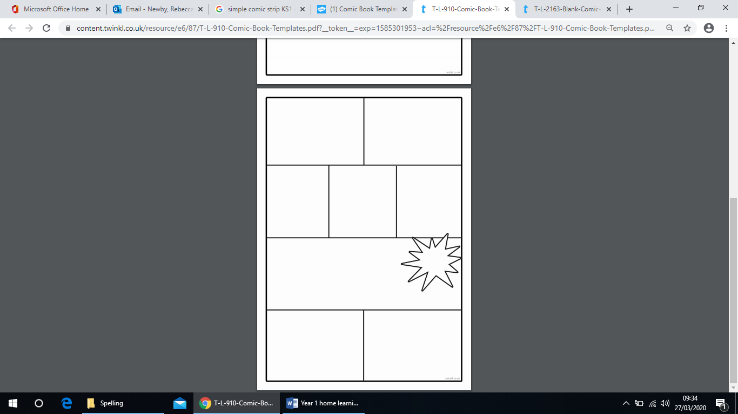 Microsoft Office Home
Email - Newby, Rebecc
simple comic strip KS1
(1) Comic Book Templat
T-L-910-Comic-Book-Te
T-L-2163-Blank-Comic-
content.twinkl.co.uk/resource/e6/87/T-L-910-Comic-Book-Templates.pdf?__token__=exp=1585301953~acl=%2Fresource%2Fe6%2F87%2FT-L-910-Comic-Book-Templates.p...
Spelling
T-L-910-Comic-Bo...
Year 1 home learni...
09:34
27/03/2020